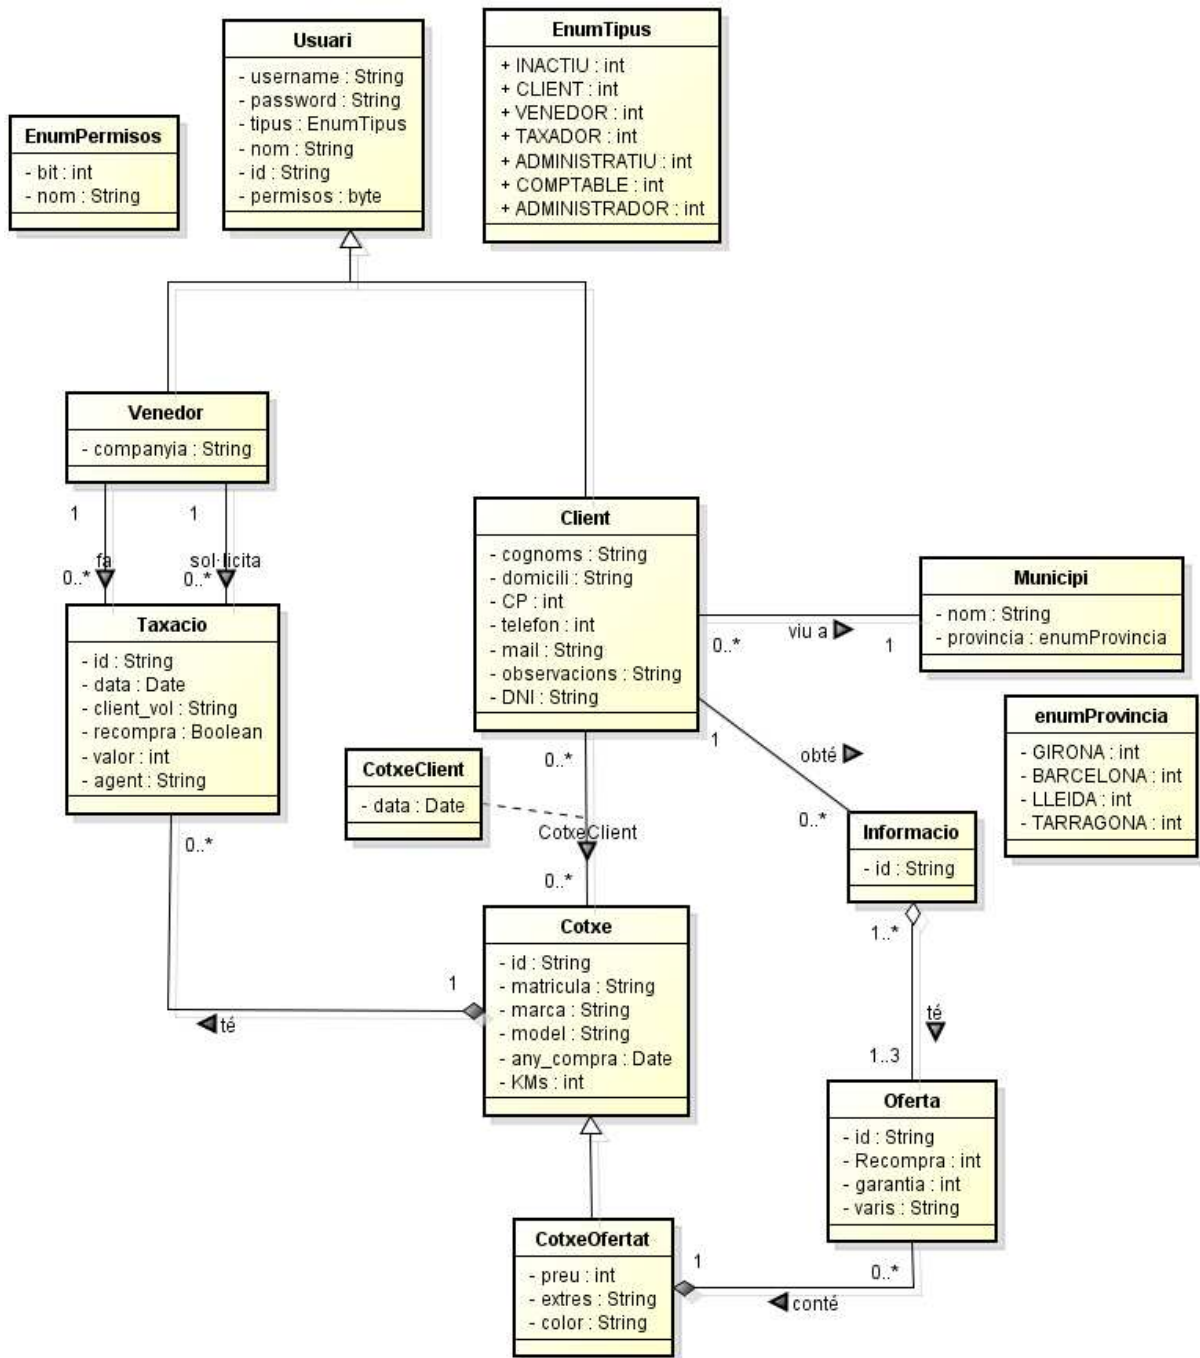 Usuari
- username : String
- password : String
- tipus : EnumTipus
- nom : String
- id : String
- permisos : byte
EnumTipus
+ INACTIU : int
+ CLIENT : int
+ VENEDOR : int
+ TAXADOR : int
+ ADMINISTRATIU : int
+ COMPTABLE : int
+ ADMINISTRADOR : int
EnumPermisos
- bit : int
- nom : String
Venedor
- companyia : String
1
1
fa
sol·licita
0..*
0..*
Taxacio
- id : String
- data : Date
- client_vol : String
- recompra : Boolean
- valor : int
- agent : String
0..*
Client
- cognoms : String
- domicili : String
- CP : int
- telefon : int
- mail : String
- observacions : String
- DNI : String
0..*
viu a
1
Municipi
- nom : String
- provincia : enumProvincia
enumProvincia
- GIRONA : int
- BARCELONA : int
- LLEIDA : int
- TARRAGONA : int
1
obté
0..*
Informacio
- id : String
CotxeClient
- data : Date
0..*
CotxeClient
0..*
Cotxe
- id : String
- matricula : String
- marca : String
- model : String
- any_compra : Date
- KMs : int
1
té
1..*
té
1..3
Oferta
- id : String
- Recompra : int
- garantia : int
- varis : String
CotxeOfertat
- preu : int
- extres : String
- color : String
1
0..*
conté